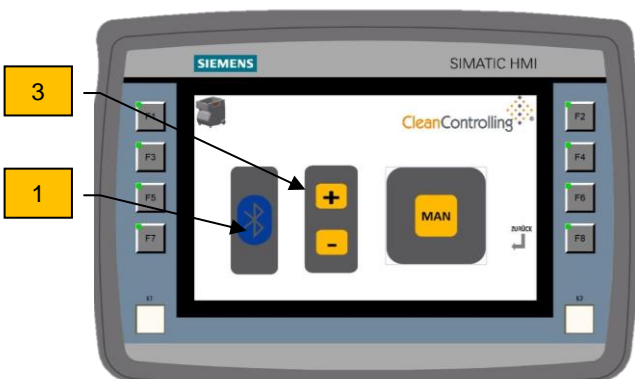 SIEMENS
SIMATIC HMI
3
CleanControlling
F1
F2
F3
F4
1
+
MAN
F5
F6
-
ZURÜCK
F7
F8
K1
K2